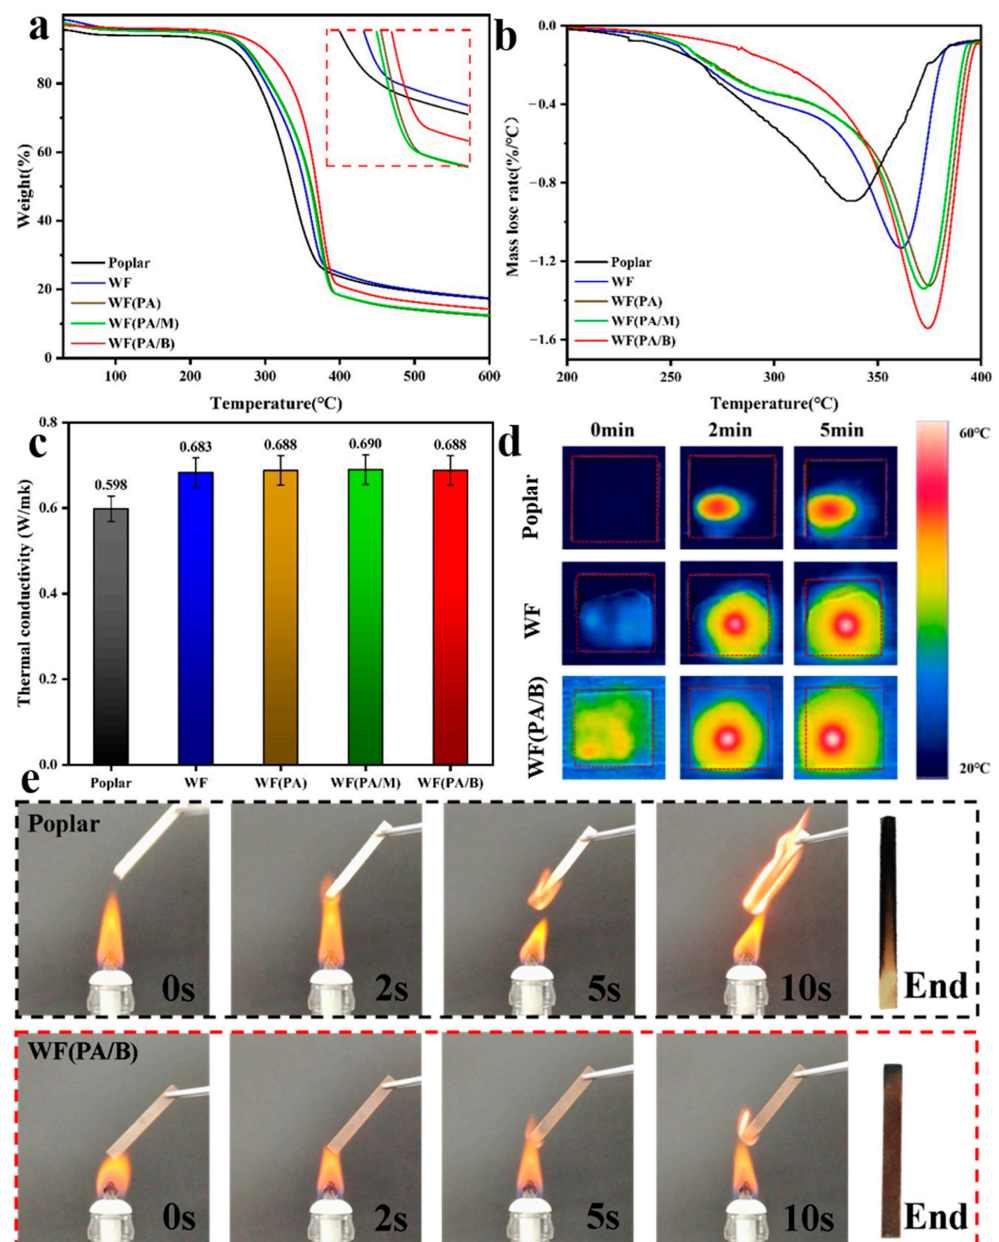 a
Weight(%)
80
60
40
20
0
Poplar
WF
WF(PA)
WF(PA/M)
WF(PA/B)
100 200 300 400 500 600
Temperature(°C)
b
Mass lose rate(%/°C)
0.0
−0.4
−0.8
−1.2
−1.6
Poplar
WF
WF(PA)
WF(PA/M)
WF(PA/B)
200 250 300 350 400
Temperature(°C)
c
Thermal conductivity (W/mk)
0.8
0.6
0.4
0.2
0.0
0.598
0.683
0.688
0.690
0.688
Poplar WF WF(PA) WF(PA/M) WF(PA/B)
d
0min 2min 5min
Poplar
WF
WF(PA/B)
60°C
20°C
e
Poplar
0s 2s 5s 10s End
WF(PA/B)
0s 2s 5s 10s End